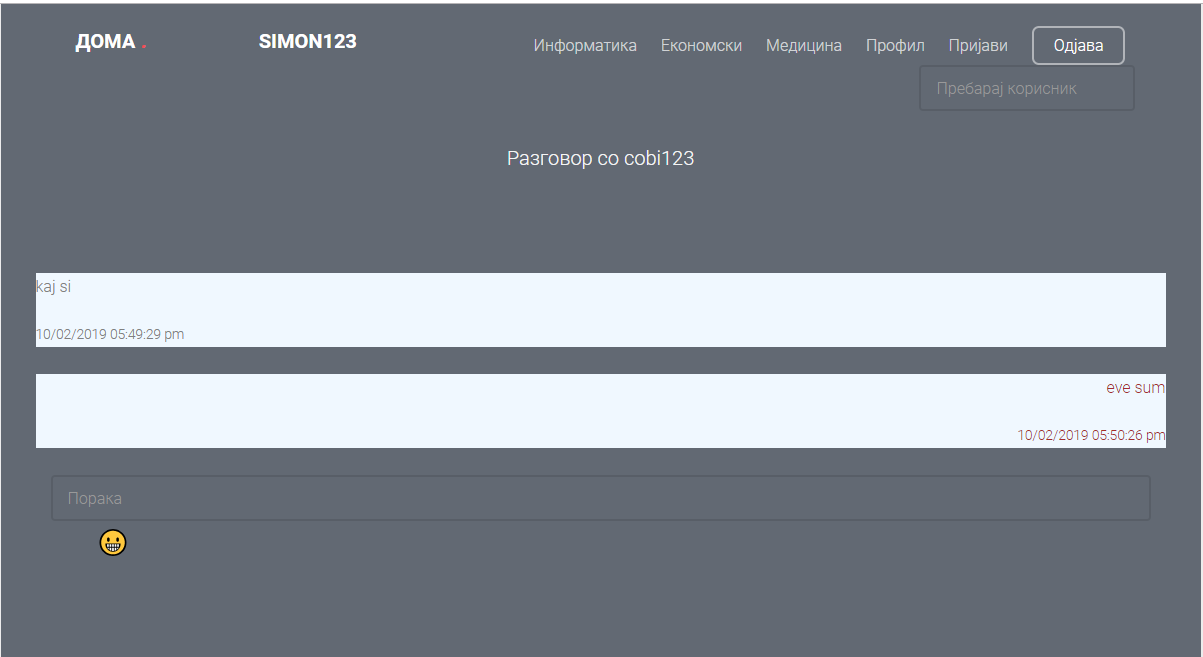 ДОМА .
SIMON123
Информатика Економски Медицина Профил Пријави Одјава
Пребарај корисник
Разговор со cobi123
kaj si
10/02/2019 05:49:29 pm
eve sum
10/02/2019 05:50:26 pm
Порака